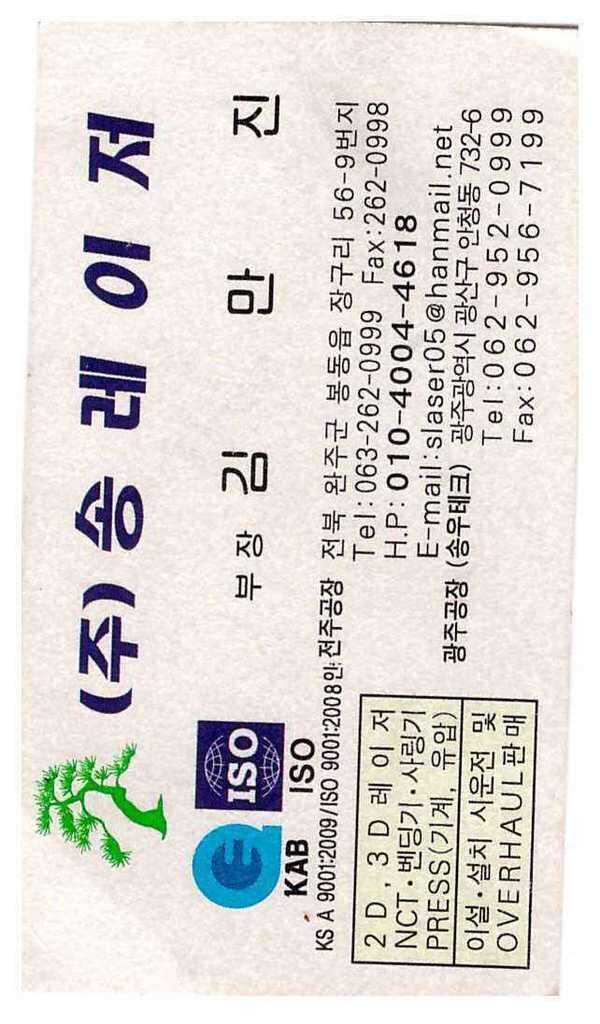 (주) 송레이저
부장 김 만 진
ISO
KAB ISO
KS A 9001:2009/ISO 9001:2008인
전주공장 전북 완주군 봉동읍 장구리 56-9번지
Tel:063-262-0999 Fax:262-0998
H.P: 010-4004-4618
E-mail:slaser05@hanmail.net
광주공장 (송우테크) 광주광역시 광산구 안청동 732-6
Tel:062-952-0999
Fax:062-956-7199
2D, 3D레이저
NCT·벤딩기·샤링기
PRESS(기계, 유압)
이설·설치 시운전 및
OVERHAUL판매